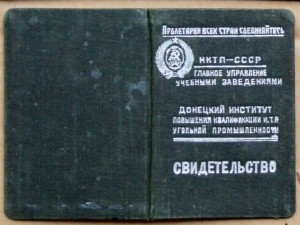 Пролетарии всех стран соединяйтесь
НКТП–СССР
ГЛАВНОЕ УПРАВЛЕНИЕ
УЧЕБНЫМИ ЗАВЕДЕНИЯМИ
ДОНЕЦКИЙ ИНСТИТУТ
ПОВЫШЕНИЯ КВАЛИФИКАЦИИ И.Т.Р.
УГОЛЬНОЙ ПРОМЫШЛЕННОСТИ
СВИДЕТЕЛЬСТВО